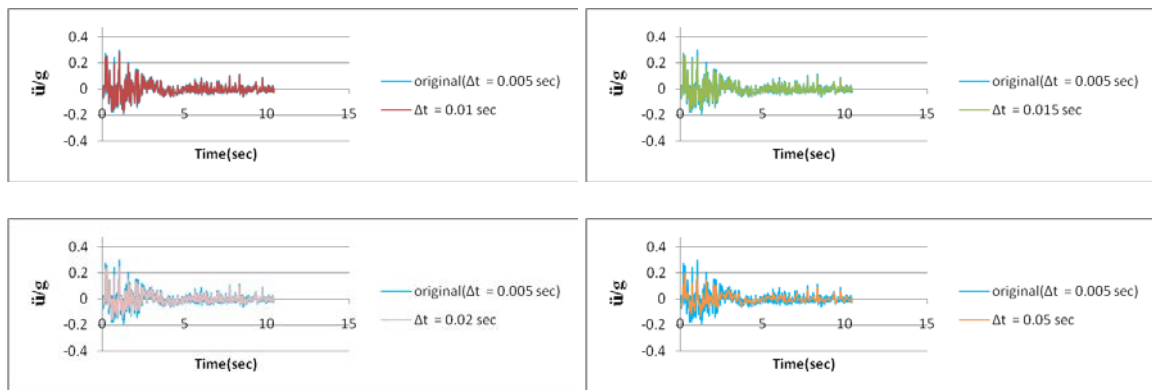 0.4
0.2
0
-0.2
-0.4
ü/g
0 5 10 15
Time(sec)
original(Δt = 0.005 sec)
Δt = 0.01 sec
0.4
0.2
0
-0.2
-0.4
ü/g
0 5 10 15
Time(sec)
original(Δt = 0.005 sec)
Δt = 0.015 sec
0.4
0.2
0
-0.2
-0.4
ü/g
0 5 10 15
Time(sec)
original(Δt = 0.005 sec)
Δt = 0.02 sec
0.4
0.2
0
-0.2
-0.4
ü/g
0 5 10 15
Time(sec)
original(Δt = 0.005 sec)
Δt = 0.05 sec